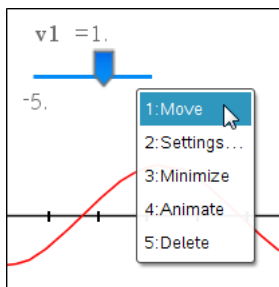 v1 =1.
-5.
1:Move
2:Settings...
3:Minimize
4:Animate
5:Delete